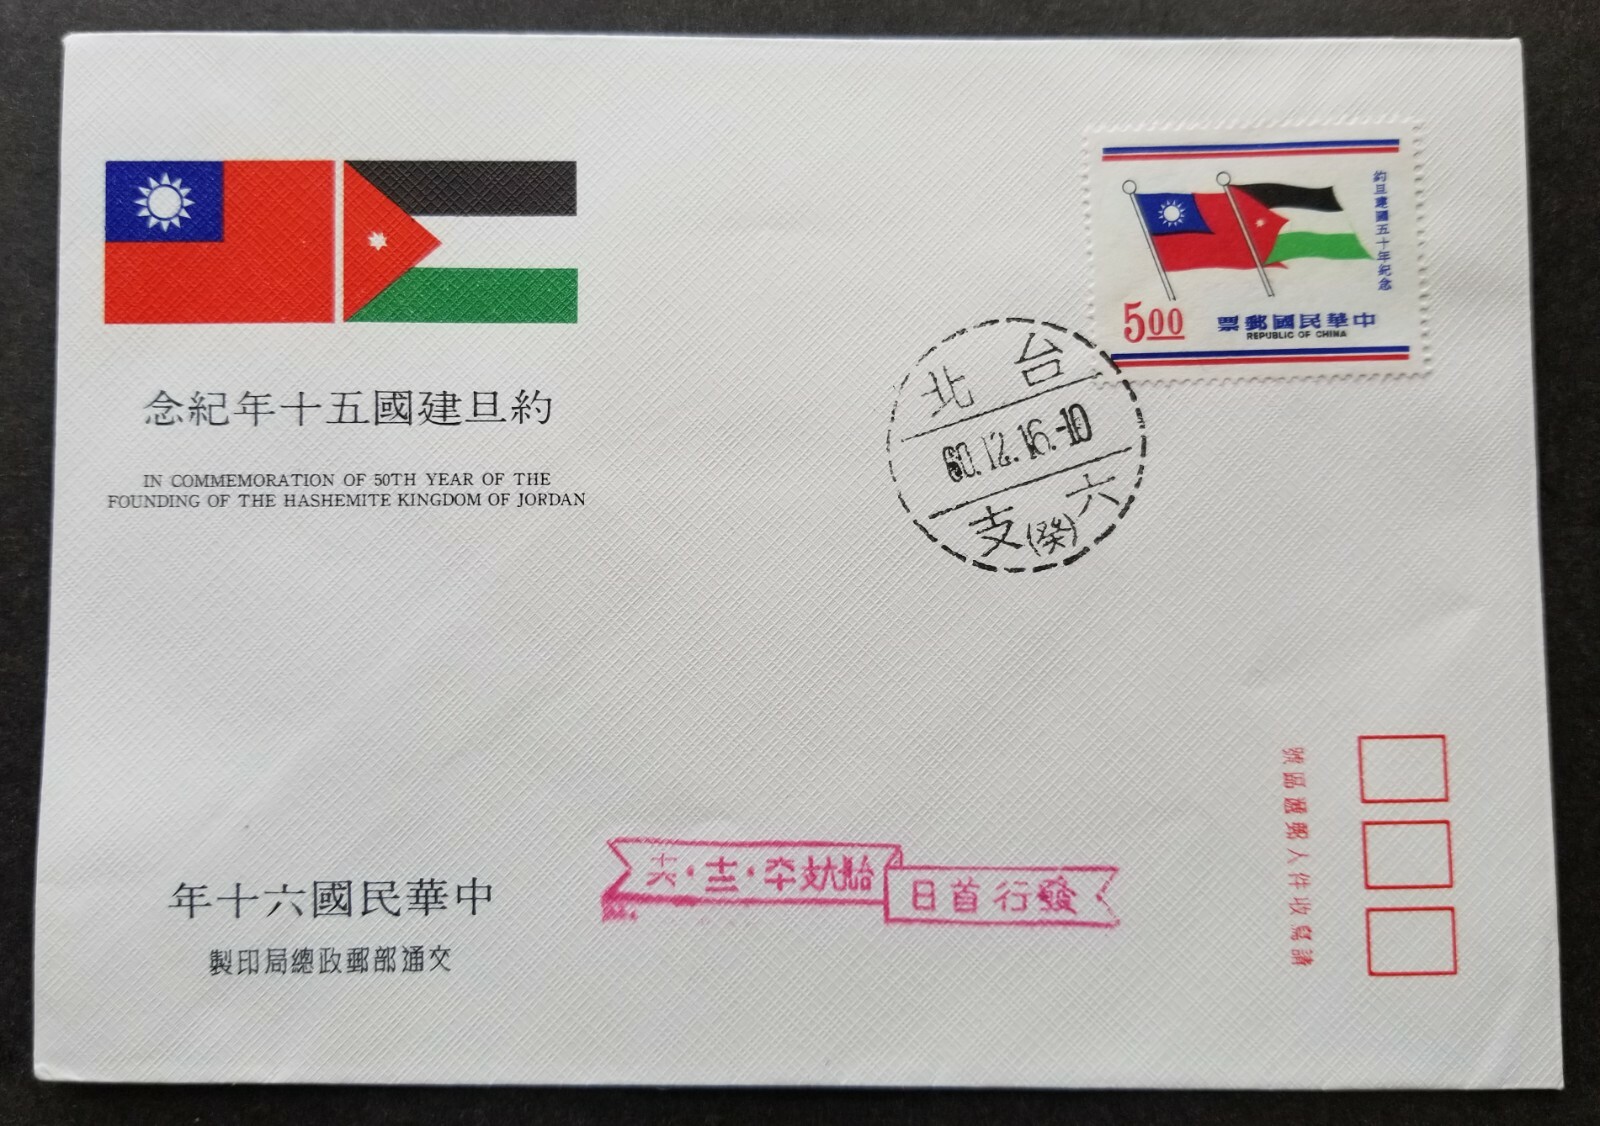 約旦建國五十年紀念
IN COMMEMORATION OF 50TH YEAR OF THE
FOUNDING OF THE HASHEMITE KINGDOM OF JORDAN
約旦建國五十年紀念
5.00
中華民國郵票
REPUBLIC OF CHINA
台北
60.12.16.-10
六支
台北六支
發行首日
請寫收件人郵遞區號
中華民國六十年
交通部郵政總局印製